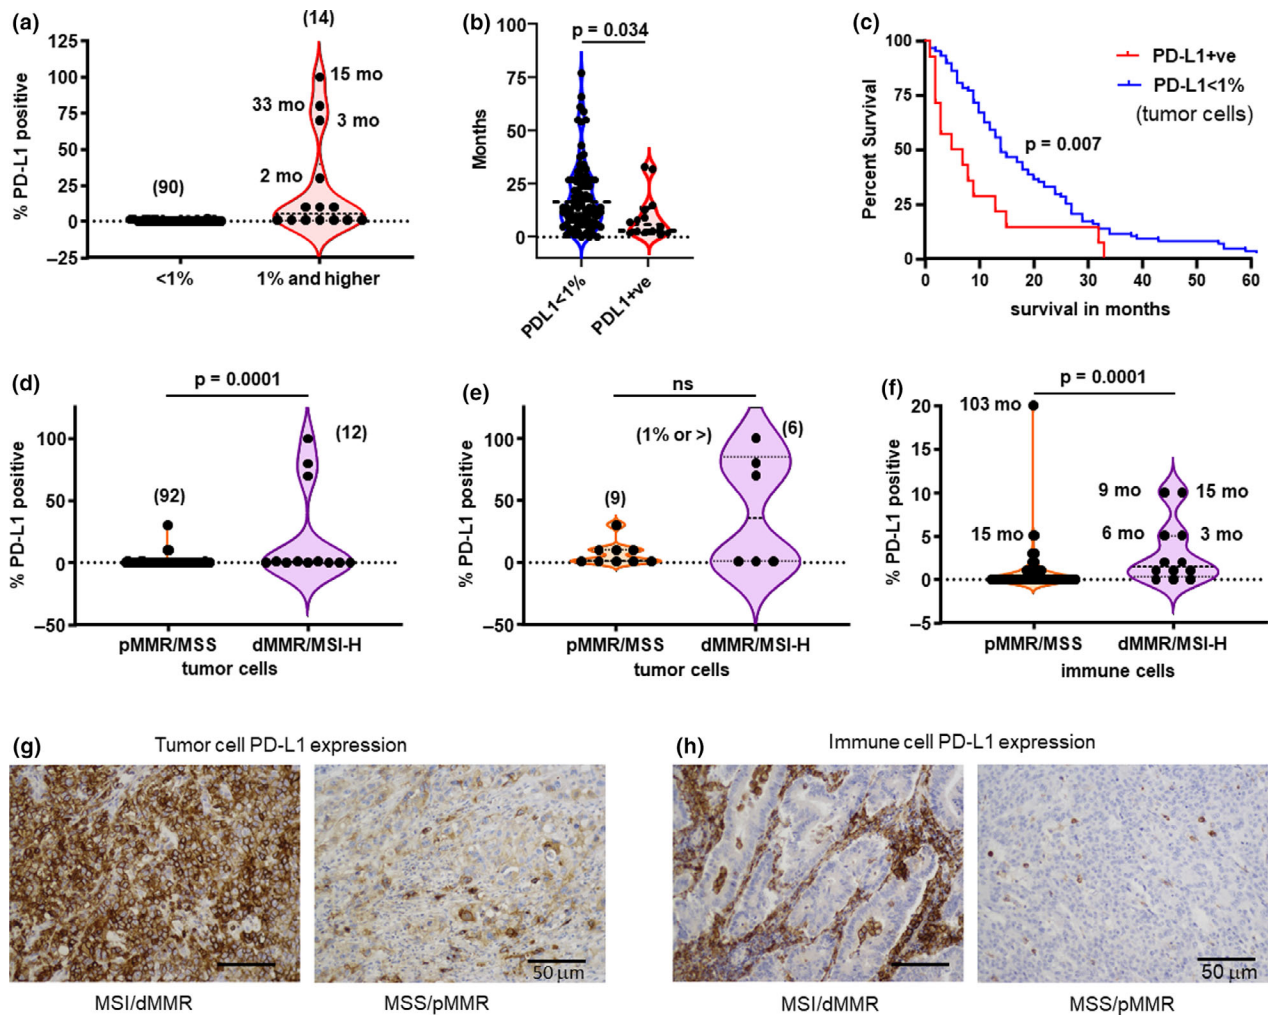 (a)
(14)
125
100
75
50
25
0
−25
% PD-L1 positive
15 mo
33 mo
3 mo
2 mo
(90)
<1%
1% and higher
(b)
p = 0.034
100
75
50
25
0
Months
PDL1<1%
PDL1+ve
(c)
100
75
50
25
0
Percent Survival
PD-L1+ve
PD-L1<1%
(tumor cells)
p = 0.007
0 10 20 30 40 50 60
survival in months
(d)
p = 0.0001
100
50
0
−50
% PD-L1 positive
(12)
(92)
pMMR/MSS dMMR/MSI-H
tumor cells
(e)
ns
100
50
0
−50
% PD-L1 positive
(1% or >)
(6)
(9)
pMMR/MSS dMMR/MSI-H
tumor cells
(f)
p = 0.0001
20
15
10
5
0
−5
% PD-L1 positive
103 mo
9 mo
15 mo
15 mo
6 mo
3 mo
pMMR/MSS dMMR/MSI-H
immune cells
(g)
Tumor cell PD-L1 expression
50 μm
MSI/dMMR
MSS/pMMR
(h)
Immune cell PD-L1 expression
50 μm
MSI/dMMR
MSS/pMMR